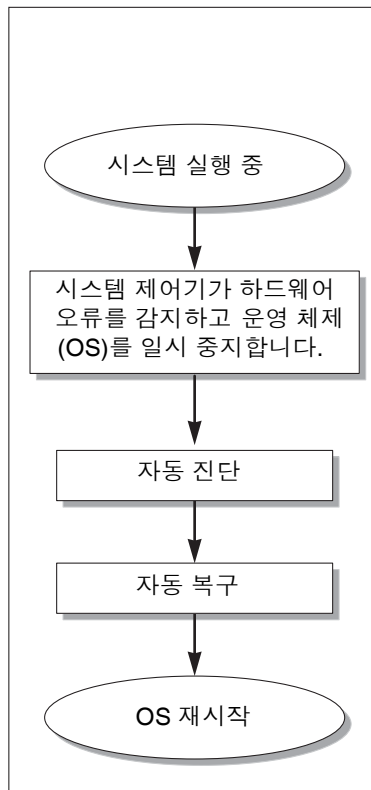 시스템 실행 중
시스템 제어기가 하드웨어
오류를 감지하고 운영 체제
(OS)를 일시 중지합니다.
자동 진단
자동 복구
OS 재시작